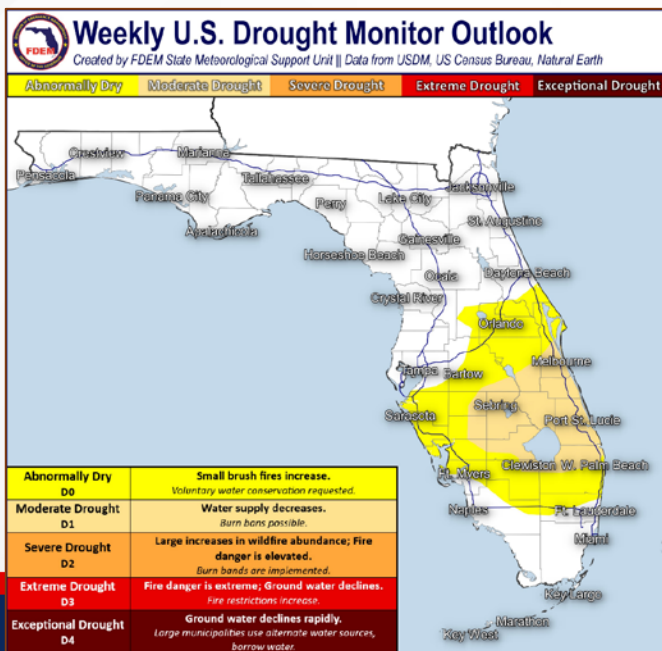 FDEM
Weekly U.S. Drought Monitor Outlook
Created by FDEM State Meteorological Support Unit || Data from USDM, US Census Bureau, Natural Earth
Abnormally Dry Moderate Drought Severe Drought Extreme Drought Exceptional Drought
Crestview
Marianna
Pensacola
Tallahassee
Jacksonville
Panama City
Lake City
Perry
Apalachicola
St. Augustine
Gainesville
Horseshoe Beach
Ocala
Daytona Beach
Crystal River
Orlando
Melbourne
Tampa
Bartow
Sebring
Sarasota
Port St. Lucie
Ft. Myers
Clewiston
W. Palm Beach
Naples
Ft. Lauderdale
Miami
Key Largo
Marathon
Key West
Abnormally Dry
D0
Small brush fires increase.
Voluntary water conservation requested.
Moderate Drought
D1
Water supply decreases.
Burn bans possible.
Severe Drought
D2
Large increases in wildfire abundance; Fire
danger is elevated.
Burn bands are implemented.
Extreme Drought
D3
Fire danger is extreme; Ground water declines.
Fire restrictions increase.
Exceptional Drought
D4
Ground water declines rapidly.
Large municipalities use alternate water sources,
borrow water.